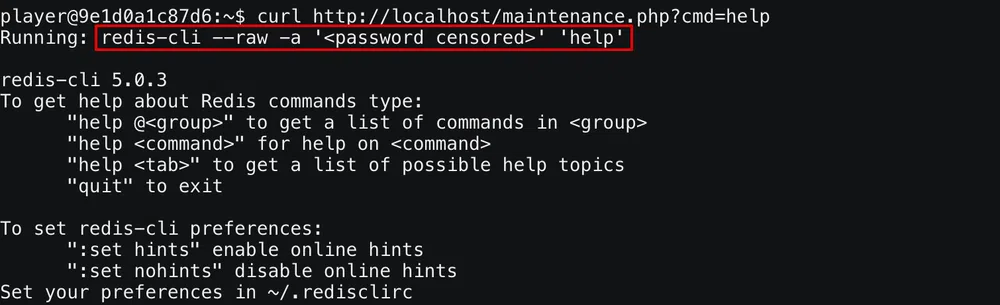 player@9e1d0a1c87d6:~$ curl http://localhost/maintenance.php?cmd=help
Running: redis-cli --raw -a '<password censored>' 'help'
redis-cli 5.0.3
To get help about Redis commands type:
"help @<group>" to get a list of commands in <group>
"help <command>" for help on <command>
"help <tab>" to get a list of possible help topics
"quit" to exit
To set redis-cli preferences:
":set hints" enable online hints
":set nohints" disable online hints
Set your preferences in ~/.redisclirc